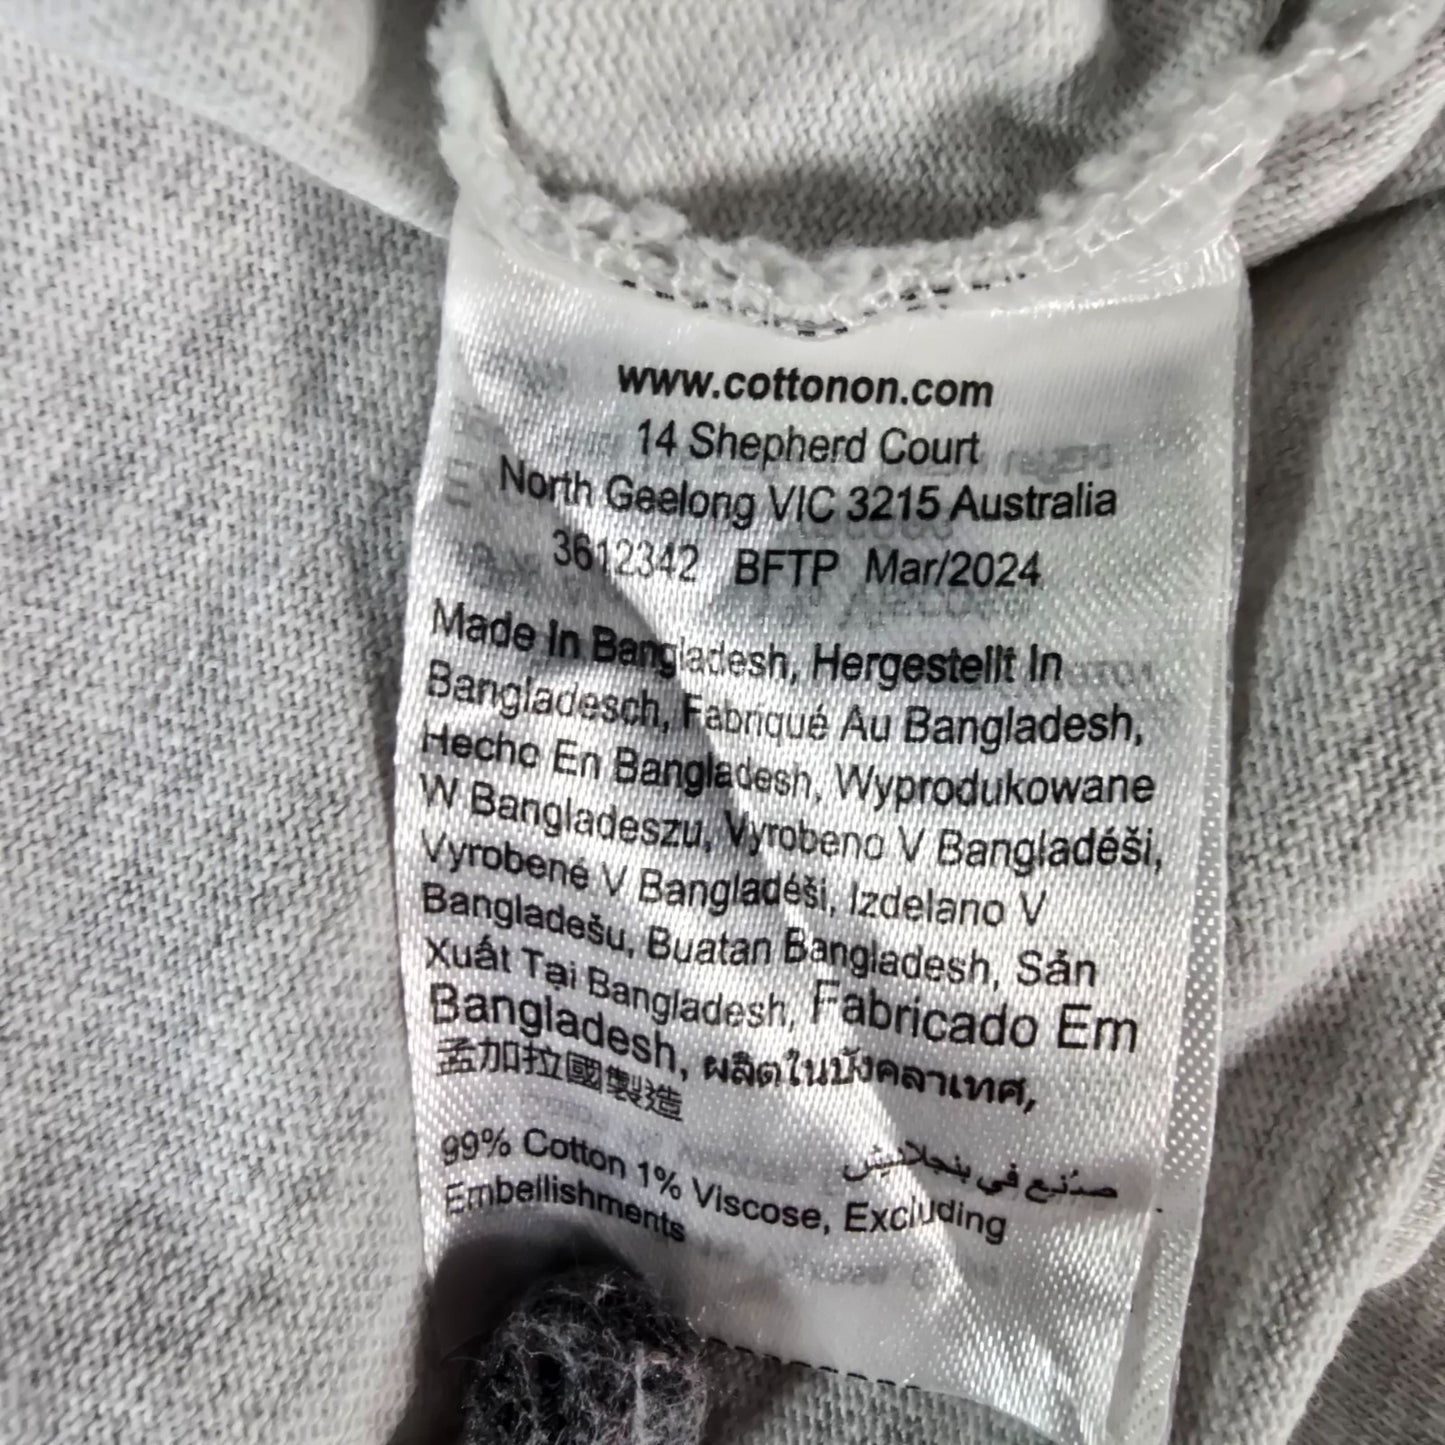 www.cottonon.com
14 Shepherd Court
North Geelong VIC 3215 Australia
3612342 BFTP Mar/2024
Made In Bangladesh, Hergestellt In
Bangladesch, Fabriqué Au Bangladesh,
Hecho En Bangladesh, Wyprodukowane
W Bangladeszu, Vyrobeno V Bangladéši,
Vyrobené V Bangladéši, Izdelano V
Bangladešu, Buatan Bangladesh, Sản
Xuất Tại Bangladesh, Fabricado Em
Bangladesh, ผลิตในบังคลาเทศ,
孟加拉國製造
صُنِع في بنجلاديش
99% Cotton 1% Viscose, Excluding
Embellishments